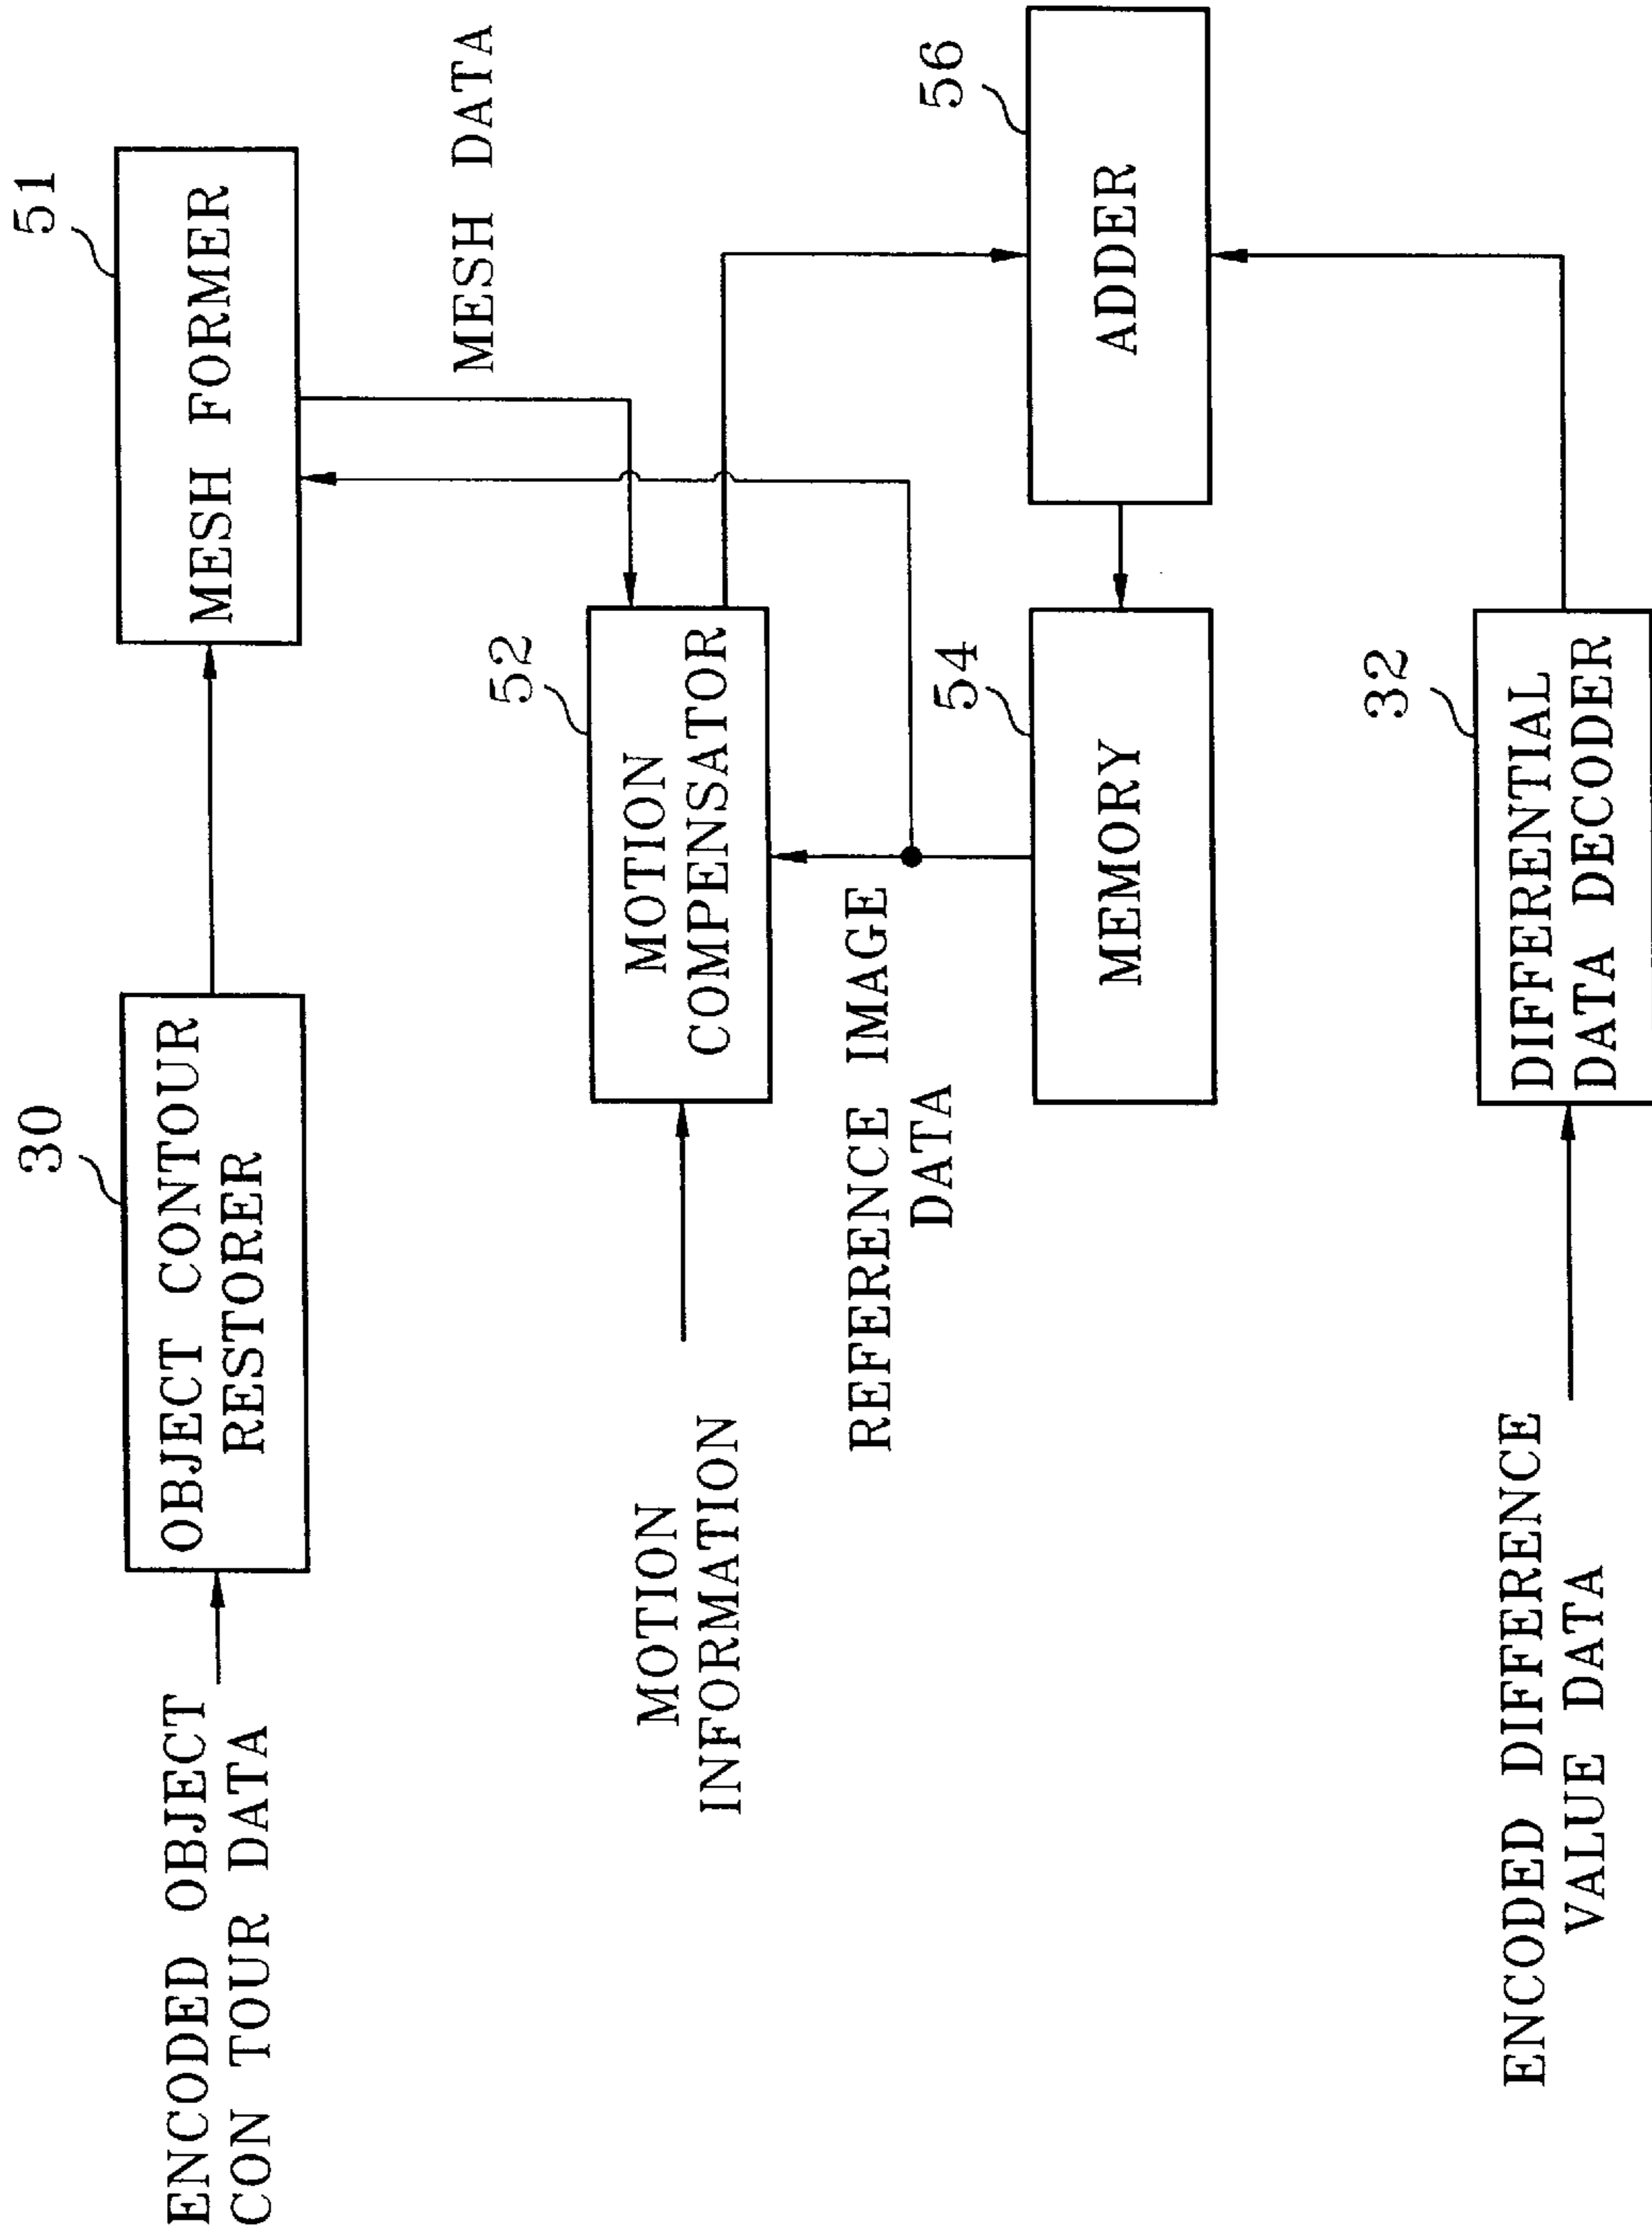 30
51
ENCODED OBJECT
CON TOUR DATA
OBJECT CONTOUR
RESTORER
MESH FORMER
MESH DATA
52
MOTION
INFORMATION
MOTION
COMPENSATOR
REFERENCE IMAGE
DATA
54
56
MEMORY
ADDER
32
ENCODED DIFFERENCE
VALUE DATA
DIFFERENTIAL
DATA DECODER